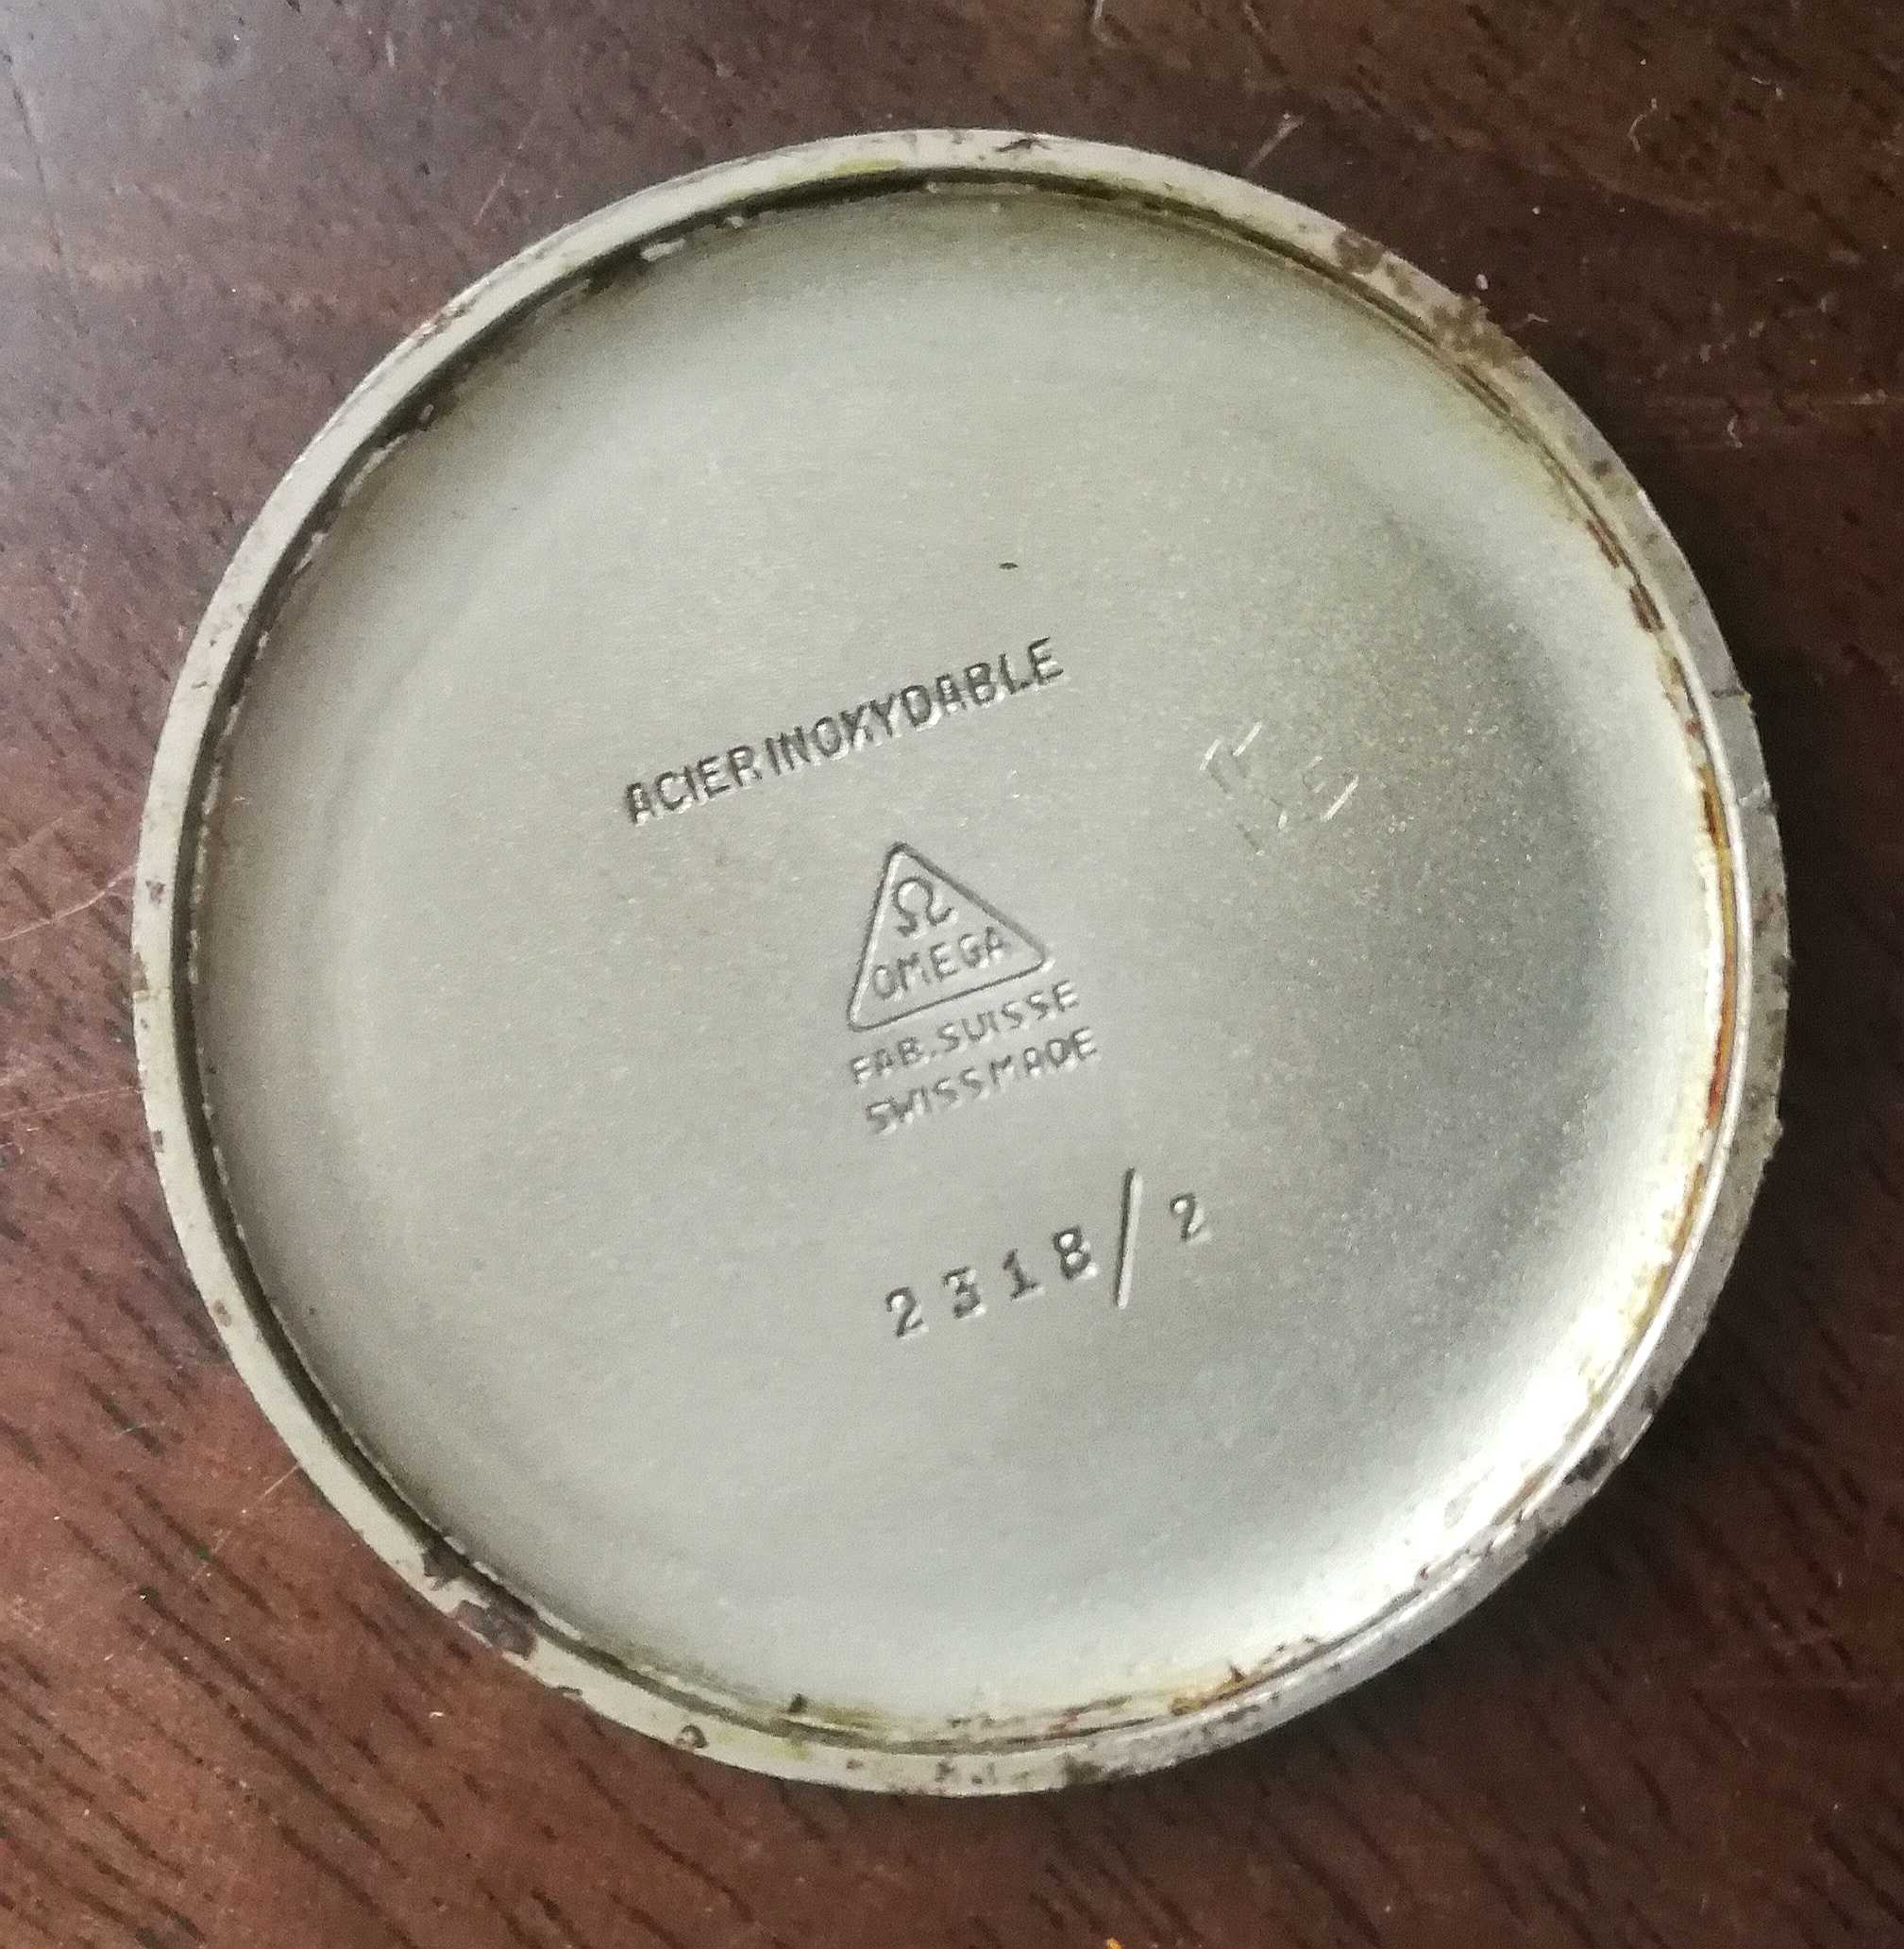 ACIER INOXYDABLE
Ω
OMEGA
FAB. SUISSE
SWISS MADE
2318/2